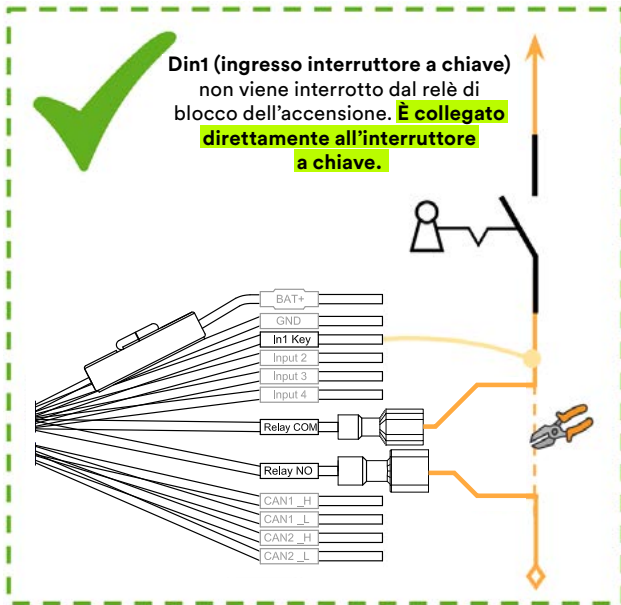 Din1 (ingresso interruttore a chiave)
non viene interrotto dal relè di
blocco dell’accensione. È collegato
direttamente all’interruttore
a chiave.
BAT+
GND
In1 Key
Input 2
Input 3
Input 4
Relay COM
Relay NO
CAN1 _H
CAN1 _L
CAN2 _H
CAN2 _L